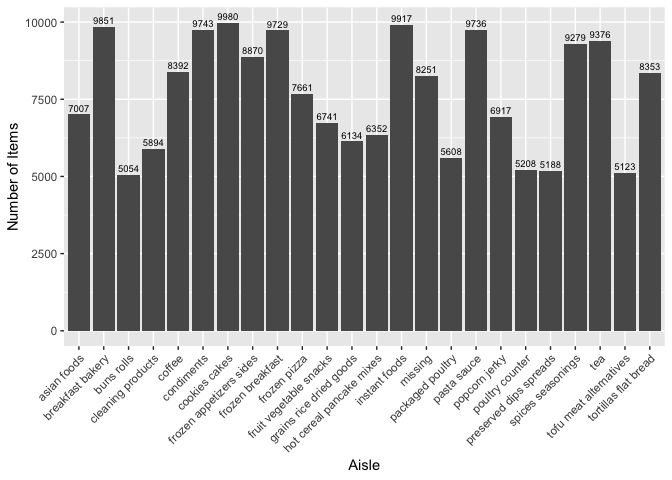 9851
9743
9980
9729
9917
9736
10000
8870
9279
9376
8392
8251
8353
7661
7500
7007
6741
6917
6134
6352
5894
5608
5054
5208
5188
5123
5000
2500
0
Number of Items
asian foods
breakfast bakery
buns rolls
cleaning products
coffee
condiments
cookies cakes
frozen appetizers sides
frozen breakfast
frozen pizza
fruit vegetable snacks
grains rice dried goods
hot cereal pancake mixes
instant foods
missing
packaged poultry
pasta sauce
popcorn jerky
poultry counter
preserved dips spreads
spices seasonings
tea
tofu meat alternatives
tortillas flat bread
Aisle